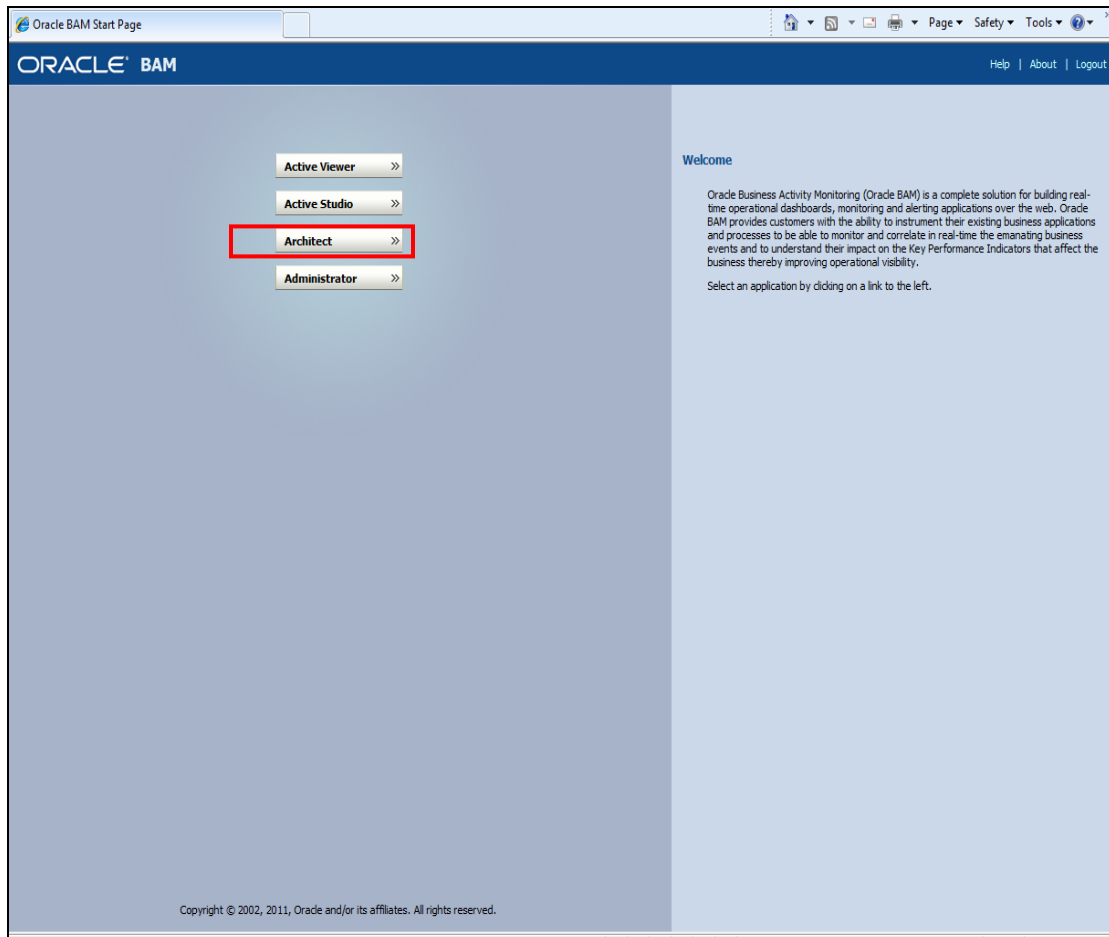 Oracle BAM Start Page
Page Safety Tools
ORACLE BAM
Help | About | Logout
Active Viewer »
Active Studio »
Architect »
Administrator »
Welcome
Oracle Business Activity Monitoring (Oracle BAM) is a complete solution for building real-
time operational dashboards, monitoring and alerting applications over the web. Oracle
BAM provides customers with the ability to instrument their existing business applications
and processes to be able to monitor and correlate in real-time the emanating business
events and to understand their impact on the Key Performance Indicators that affect the
business thereby improving operational visibility.
Select an application by clicking on a link to the left.
Copyright © 2002, 2011, Oracle and/or its affiliates. All rights reserved.